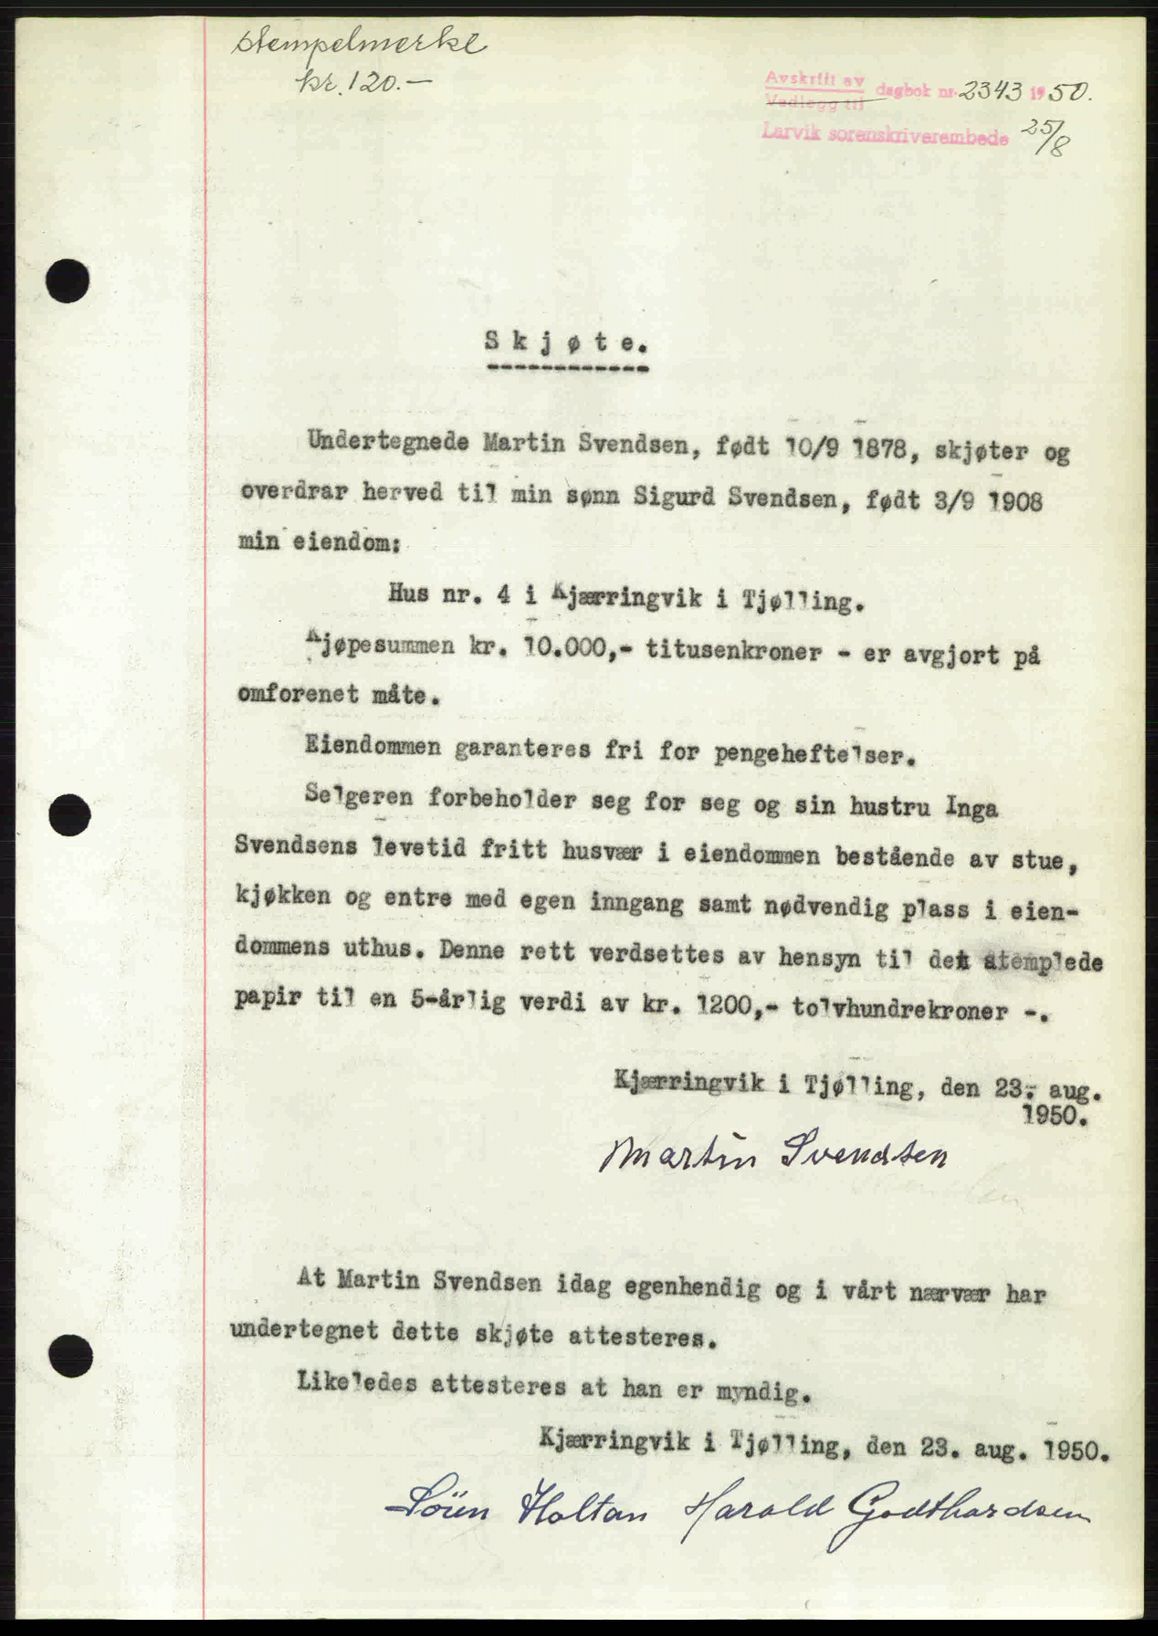 Stempelmerke
kr. 120.—
Avskrift av
Vedlegg til
dagbok nr. 2343 1950.
Larvik sorenskriverembede 25/8
Skjøte.
Undertegnede Martin Svendsen, født 10/9 1878, skjøter og
overdrar herved til min sønn Sigurd Svendsen, født 3/9 1908
min eiendom:
Hus nr. 4 i Kjærringvik i Tjølling.
Kjøpesummen kr. 10.000,- titusenkroner - er avgjort på
omforenet måte.
Eiendommen garanteres fri for pengeheftelser.
Selgeren forbeholder seg for seg og sin hustru Inga
Svendsens levetid fritt husvær i eiendommen bestående av stue,
kjøkken og entre med egen inngang samt nødvendig plass i eien-
dommens uthus. Denne rett verdsettes av hensyn til det stemplede
papir til en 5-årlig verdi av kr. 1200,- tolvhundrekroner -.
Kjærringvik i Tjølling, den 23. aug.
1950.
Martin Svendsen
At Martin Svendsen idag egenhendig og i vårt nærvær har
undertegnet dette skjøte attesteres.
Likeledes attesteres at han er myndig.
Kjærringvik i Tjølling, den 23. aug. 1950.
Holtan Harald Godthardsen